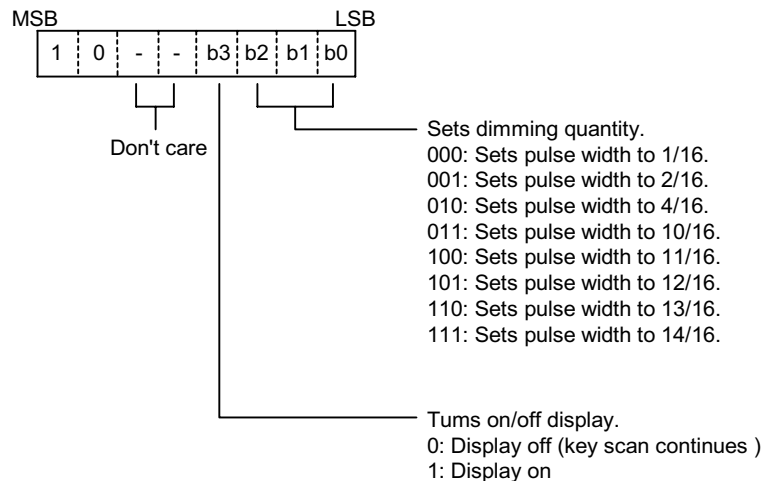 MSB LSB
1 0 - - b3 b2 b1 b0
Don't care
Sets dimming quantity.
000: Sets pulse width to 1/16.
001: Sets pulse width to 2/16.
010: Sets pulse width to 4/16.
011: Sets pulse width to 10/16.
100: Sets pulse width to 11/16.
101: Sets pulse width to 12/16.
110: Sets pulse width to 13/16.
111: Sets pulse width to 14/16.
Tums on/off display.
0: Display off (key scan continues )
1: Display on